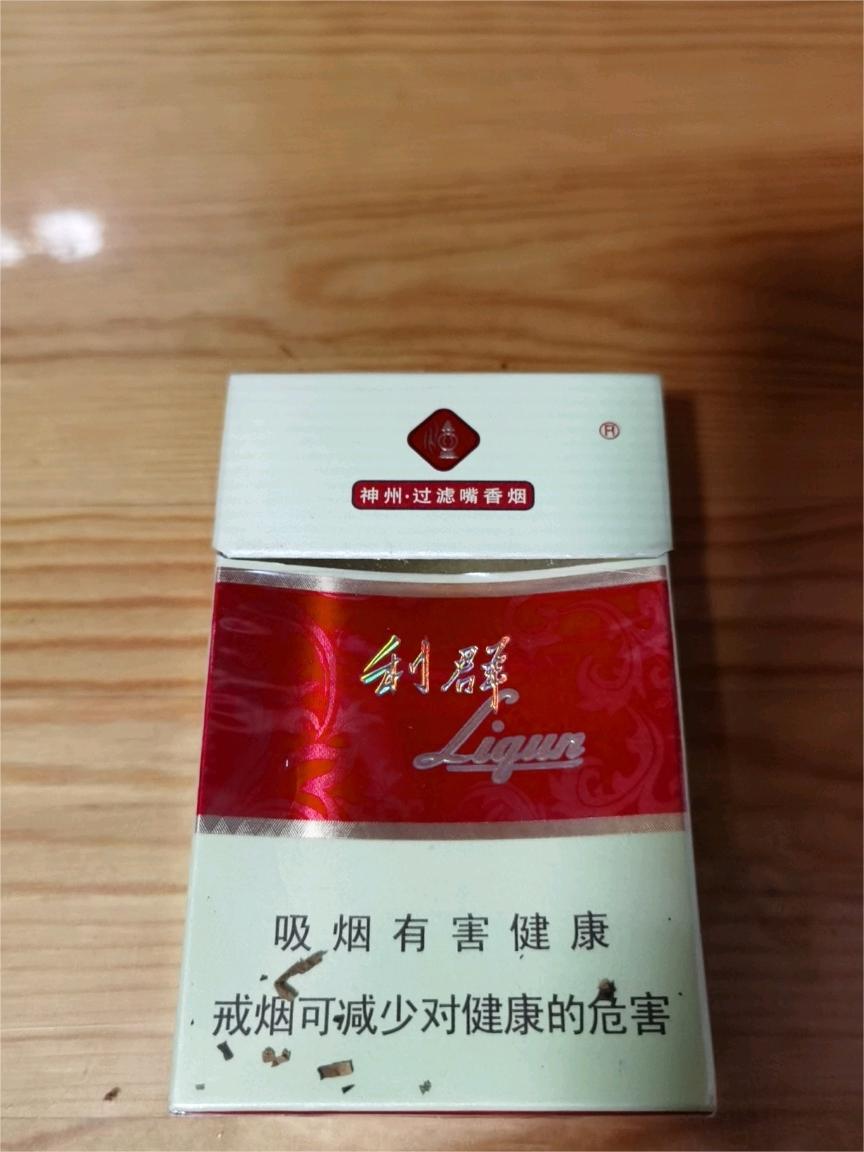 ®
神州·过滤嘴香烟
利群
Liqun
吸烟有害健康
戒烟可减少对健康的危害